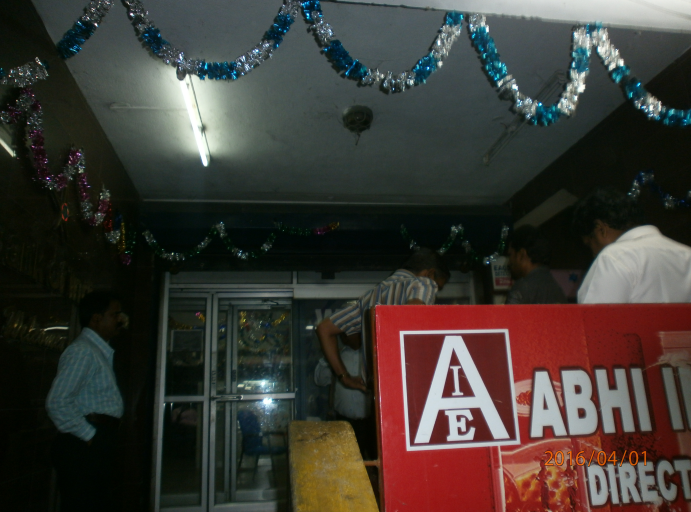 A
I
E
ABHI I
2016/04/01
DIRECT